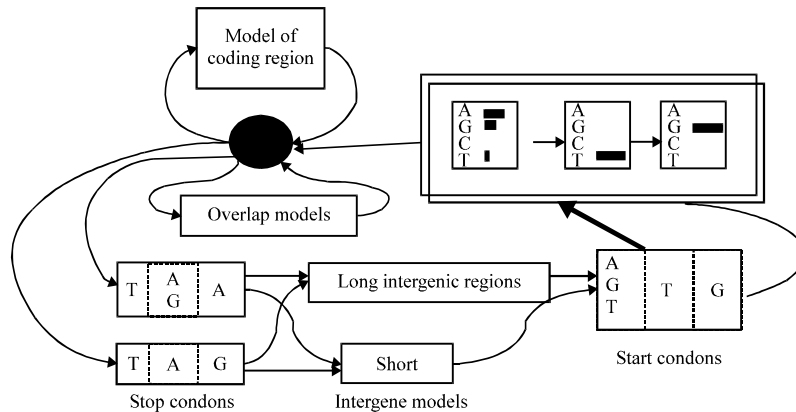 Model of
coding region
A
G
C
T
A
G
C
T
A
G
C
T
Overlap models
T
A
G
A
Long intergenic regions
A
G
T
T
G
T
A
G
Short
Start condons
Stop condons
Intergene models